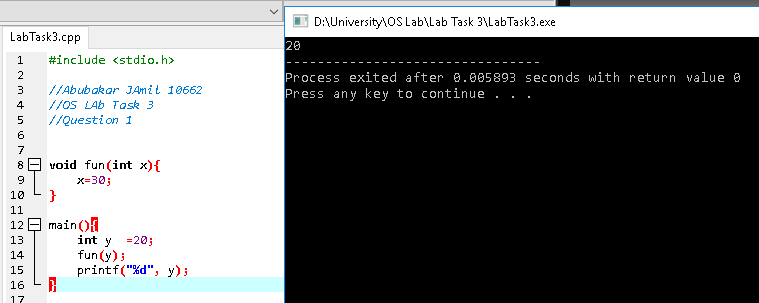 LabTask3.cpp
1 #include <stdio.h>
2
3 //Abubakar JAmil 10662
4 //OS LAb Task 3
5 //Question 1
6
7
8 void fun(int x){
9 x=30;
10 }
11
12 main(){
13 int y =20;
14 fun(y);
15 printf("%d", y);
16 }
17
D:\University\OS Lab\Lab Task 3\LabTask3.exe
20
--------------------------------
Process exited after 0.005893 seconds with return value 0
Press any key to continue . . .